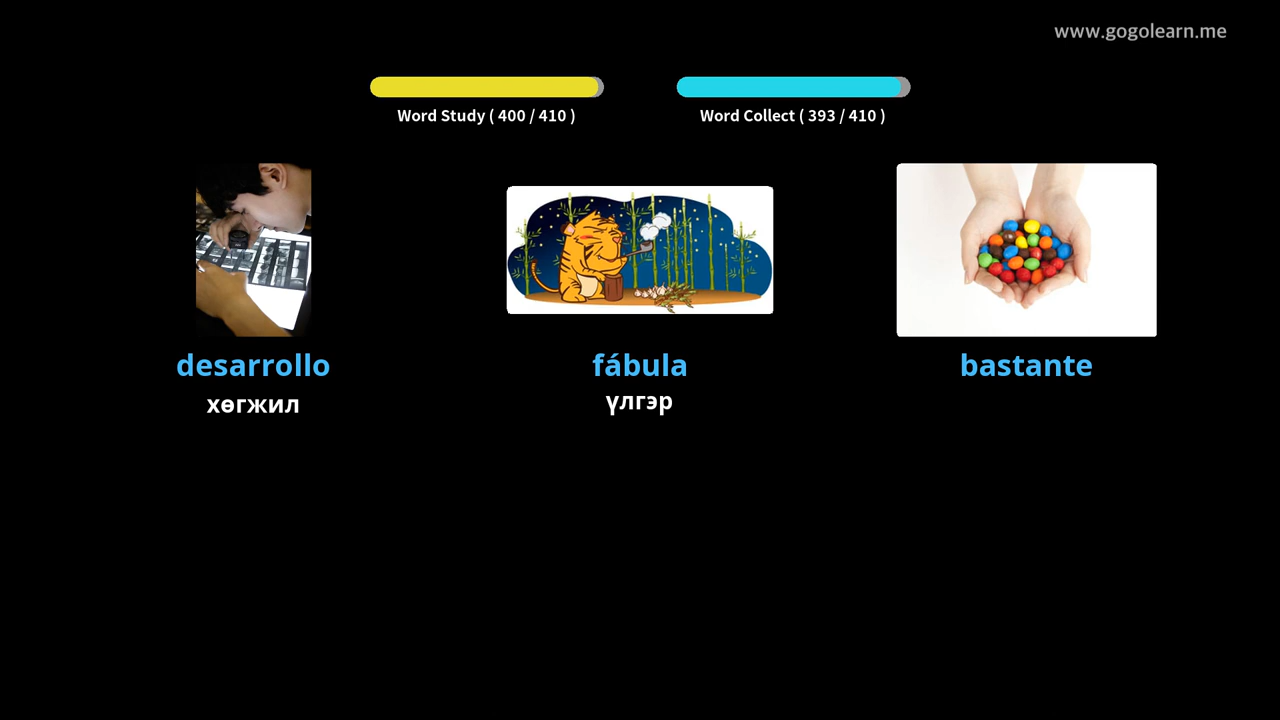 www.gogolearn.me
Word Study ( 400 / 410 )
Word Collect ( 393 / 410 )
desarrollo
хөгжил
fábula
үлгэр
bastante